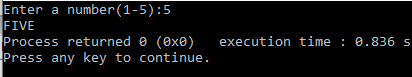 Enter a number(1-5):5
FIVE
Process returned 0 (0x0)   execution time : 0.836 s
Press any key to continue.